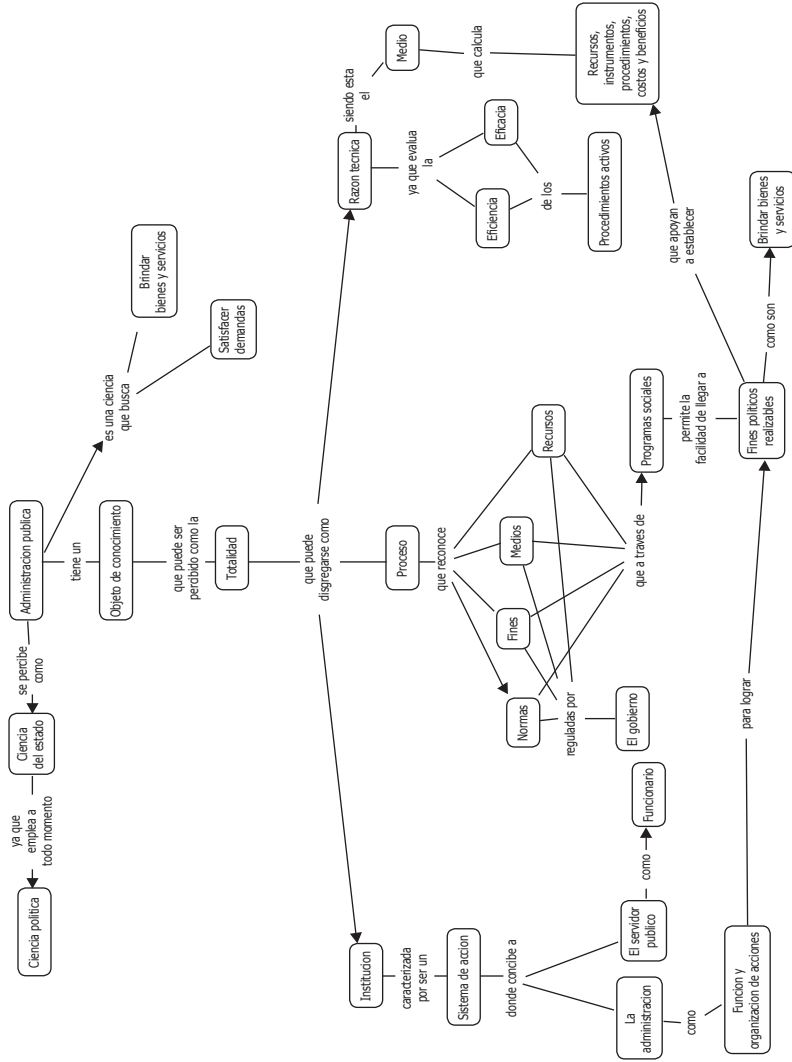 Administracion publica
se percibe
como
Ciencia
del estado
ya que
emplea a
todo momento
Ciencia politica
tiene un
Objeto de conocimiento
es una ciencia
que busca
Brindar
bienes y servicios
Satisfacer
demandas
que puede ser
percibido como la
Totalidad
que puede
disgregarse como
Institucion
caracterizada
por ser un
Sistema de accion
donde concibe a
La
administracion
como
Funcion y
organizacion de acciones
El servidor
publico
como
Funcionario
para lograr
Proceso
que reconoce
Normas
Fines
Medios
Recursos
reguladas por
El gobierno
que a traves de
Programas sociales
permite la
facilidad de llegar a
Fines politicos
realizables
como son
Brindar bienes
y servicios
que apoyan
a establecer
Razon tecnica
siendo esta
el
Medio
que calcula
Recursos,
instrumentos,
procedimientos,
costos y beneficios
ya que evalua
la
Eficiencia
Eficacia
de los
Procedimientos activos